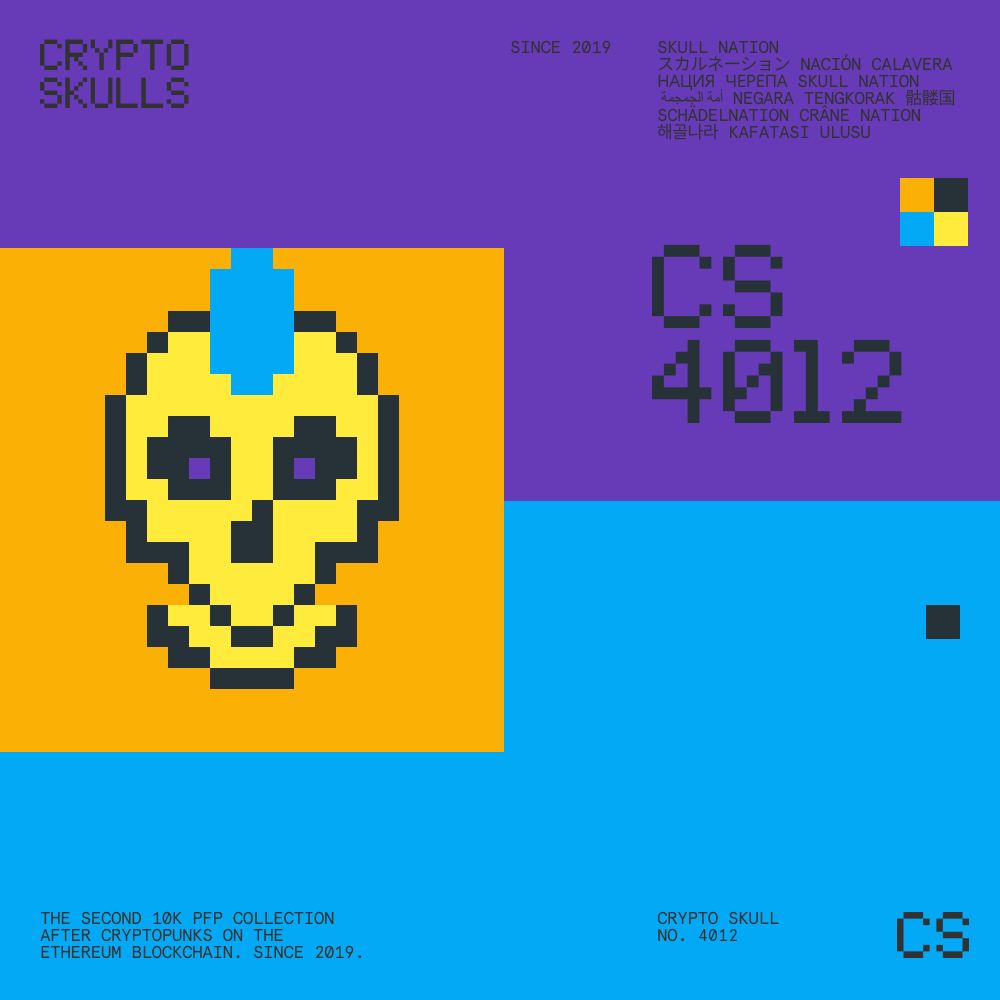 CRYPTO
SKULLS
SINCE 2019
SKULL NATION
スカルネーション NACIÓN CALAVERA
НАЦИЯ ЧЕРЕПА SKULL NATION
أمة الجمجمة NEGARA TENGKORAK 骷髅国
SCHÄDELNATION CRÂNE NATION
해골나라 KAFATASI ULUSU
CS
4012
THE SECOND 10K PFP COLLECTION
AFTER CRYPTOPUNKS ON THE
ETHEREUM BLOCKCHAIN. SINCE 2019.
CRYPTO SKULL
NO. 4012
CS